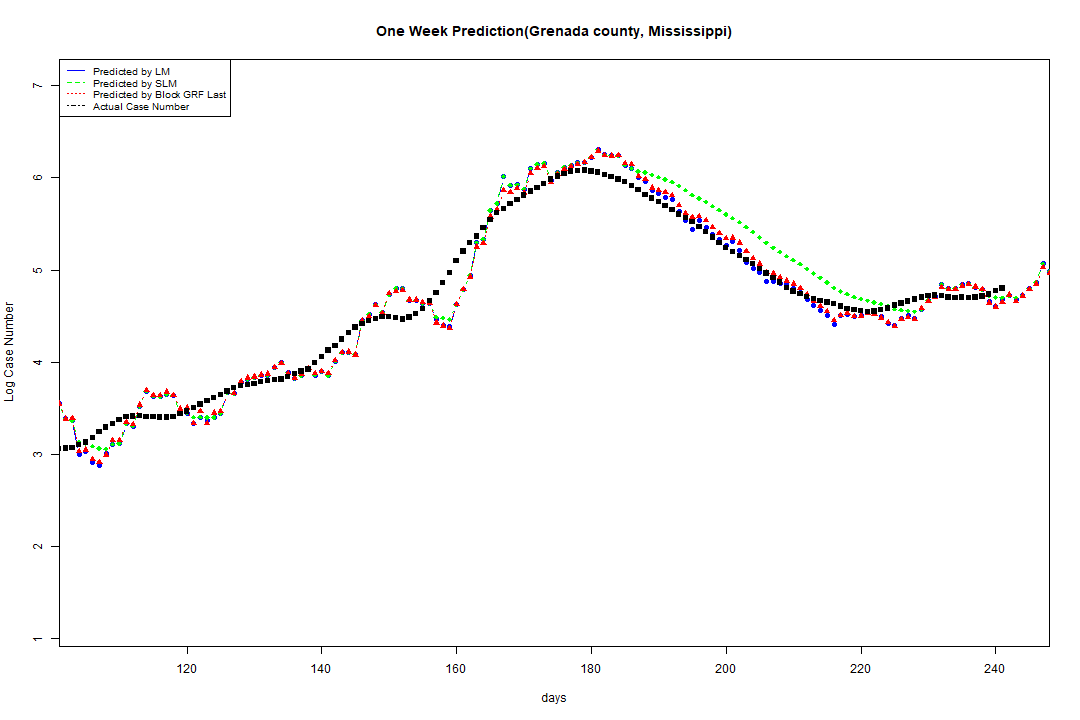 One Week Prediction(Grenada county, Mississippi)
Predicted by LM
Predicted by SLM
Predicted by Block GRF Last
Actual Case Number
7
6
5
4
3
2
1
Log Case Number
120 140 160 180 200 220 240
days